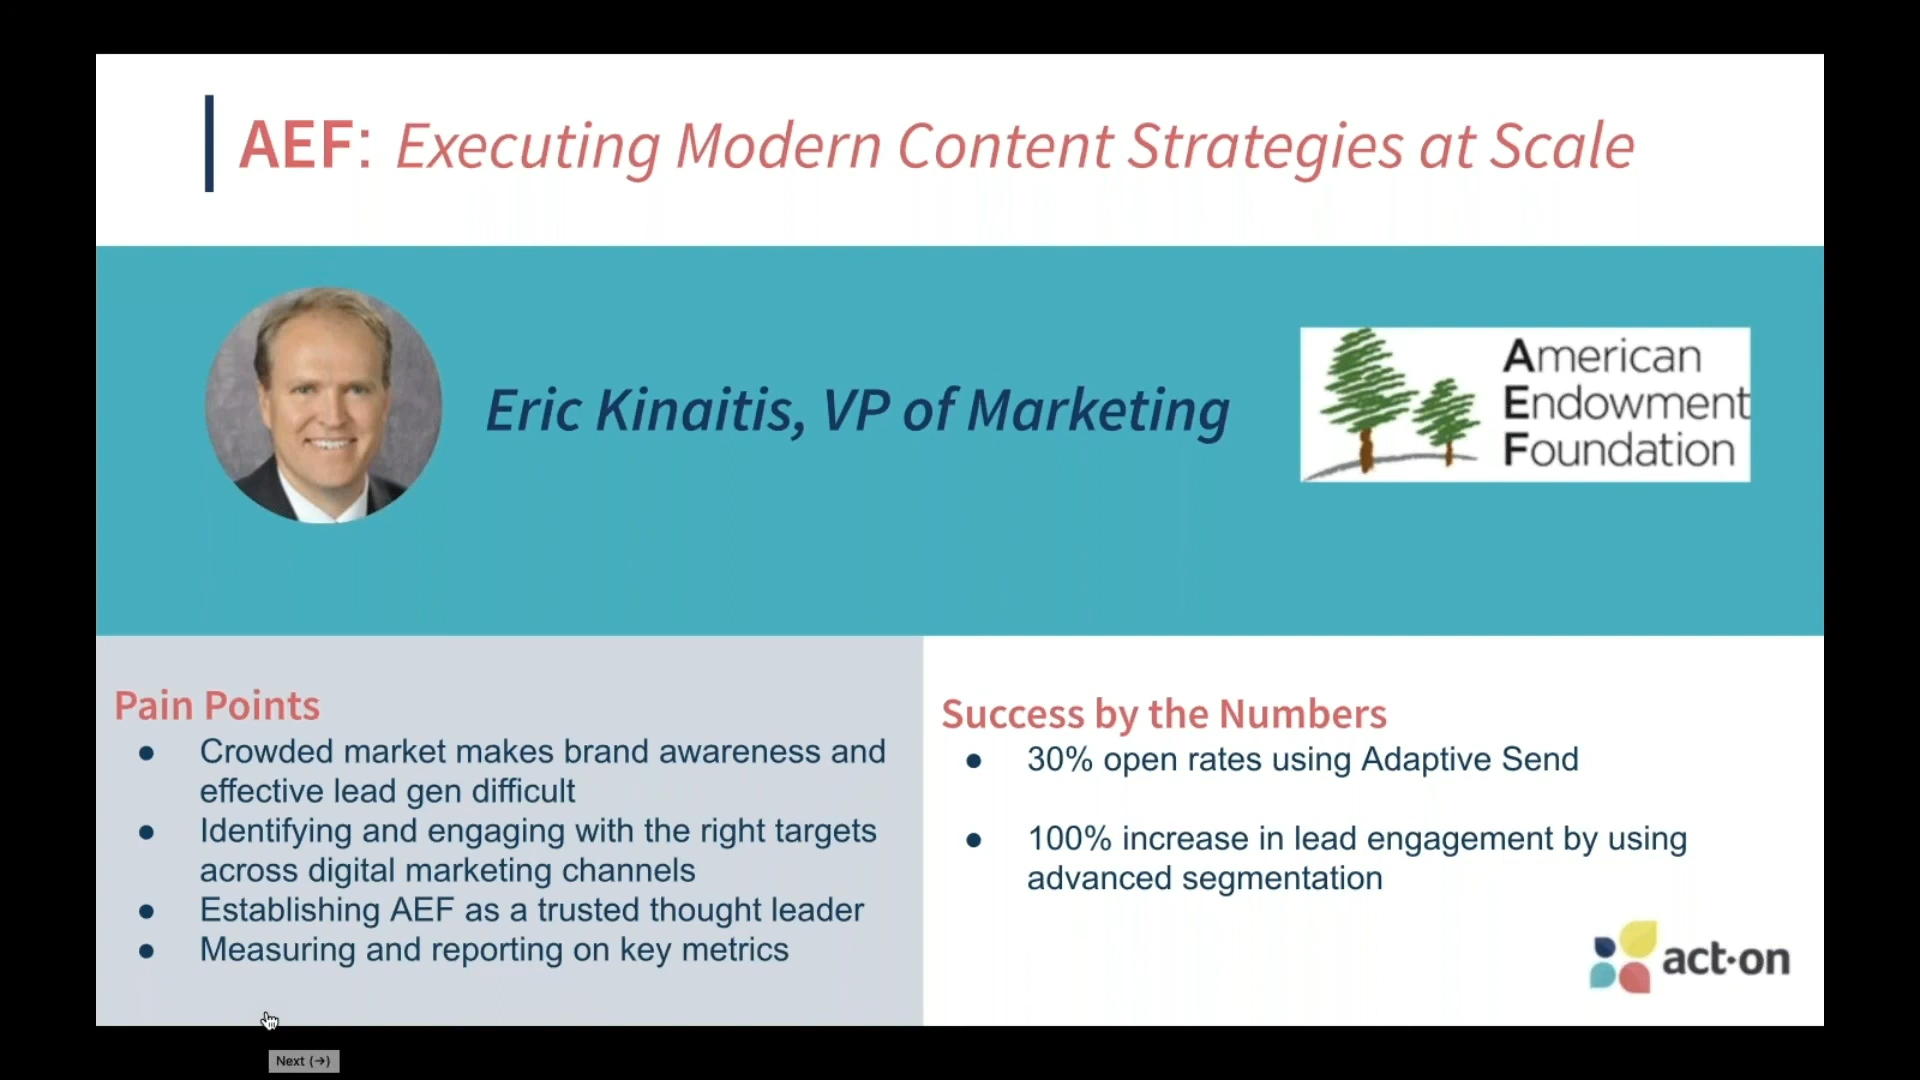 AEF: Executing Modern Content Strategies at Scale
Eric Kinaitis, VP of Marketing
American
Endowment
Foundation
Pain Points
● Crowded market makes brand awareness and
effective lead gen difficult
● Identifying and engaging with the right targets
across digital marketing channels
● Establishing AEF as a trusted thought leader
● Measuring and reporting on key metrics
Success by the Numbers
● 30% open rates using Adaptive Send
● 100% increase in lead engagement by using
advanced segmentation
act·on
Next (→)